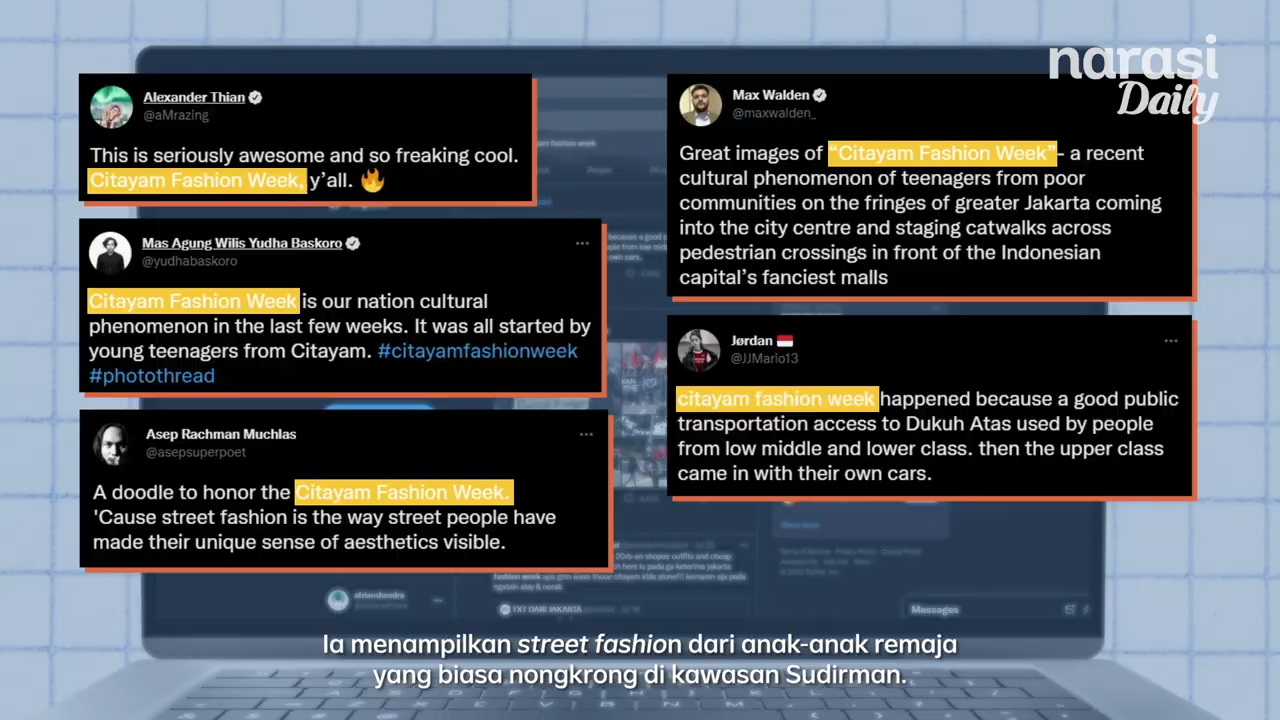 narasi
Daily
Alexander Thian
@aMrazing
This is seriously awesome and so freaking cool.
Citayam Fashion Week, y'all. 🔥
Mas Agung Wilis Yudha Baskoro
@yudhabaskoro
Citayam Fashion Week is our nation cultural
phenomenon in the last few weeks. It was all started by
young teenagers from Citayam. #citayamfashionweek
#photothread
Asep Rachman Muchlas
@asepsuperpoet
A doodle to honor the Citayam Fashion Week.
'Cause street fashion is the way street people have
made their unique sense of aesthetics visible.
Max Walden
@maxwalden_
Great images of “Citayam Fashion Week”- a recent
cultural phenomenon of teenagers from poor
communities on the fringes of greater Jakarta coming
into the city centre and staging catwalks across
pedestrian crossings in front of the Indonesian
capital's fanciest malls
Jørdan 🇮🇩
@JJMario13
citayam fashion week happened because a good public
transportation access to Dukuh Atas used by people
from low middle and lower class. then the upper class
came in with their own cars.
TXT DARI JAKARTA
Messages
Ia menampilkan street fashion dari anak-anak remaja
yang biasa nongkrong di kawasan Sudirman.